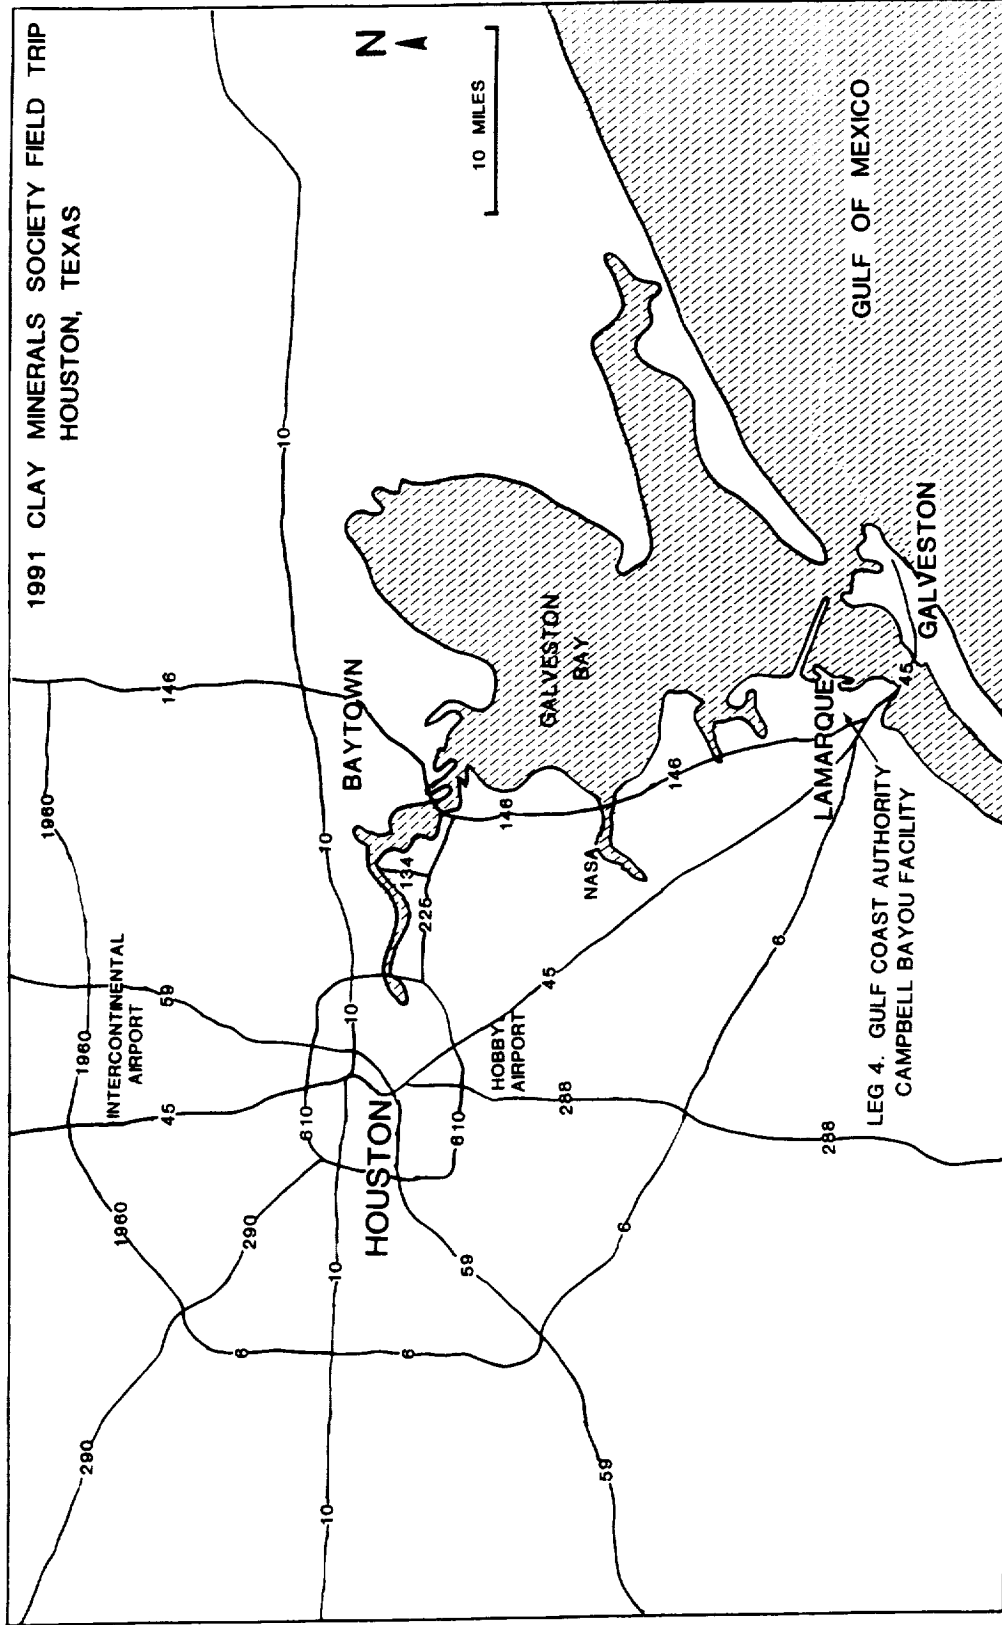 1991 CLAY MINERALS SOCIETY FIELD TRIP
HOUSTON, TEXAS
N
10 MILES
GULF OF MEXICO
GALVESTON
BAY
GALVESTON
BAYTOWN
LAMARQUE
NASA
HOUSTON
INTERCONTINENTAL
AIRPORT
HOBBY
AIRPORT
LEG 4. GULF COAST AUTHORITY
CAMPBELL BAYOU FACILITY
290
290
1960
1960
1960
45
59
146
10
10
10
10
10
610
610
6
6
6
6
59
59
288
288
45
45
225
134
146
146